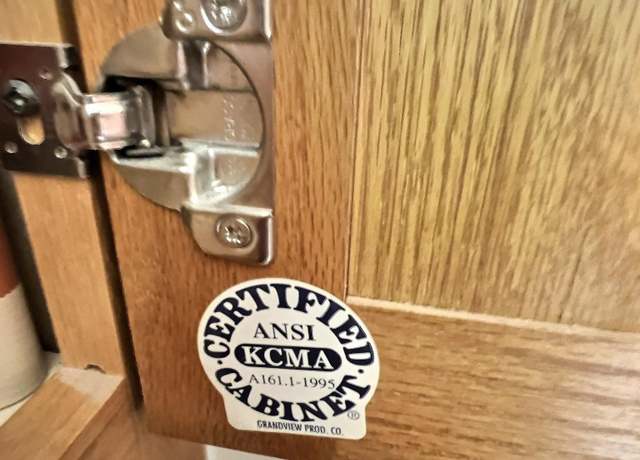 CERTIFIED
ANSI
KCMA
A161.1-1995
CABINET
®
GRANDVIEW PROD. CO.